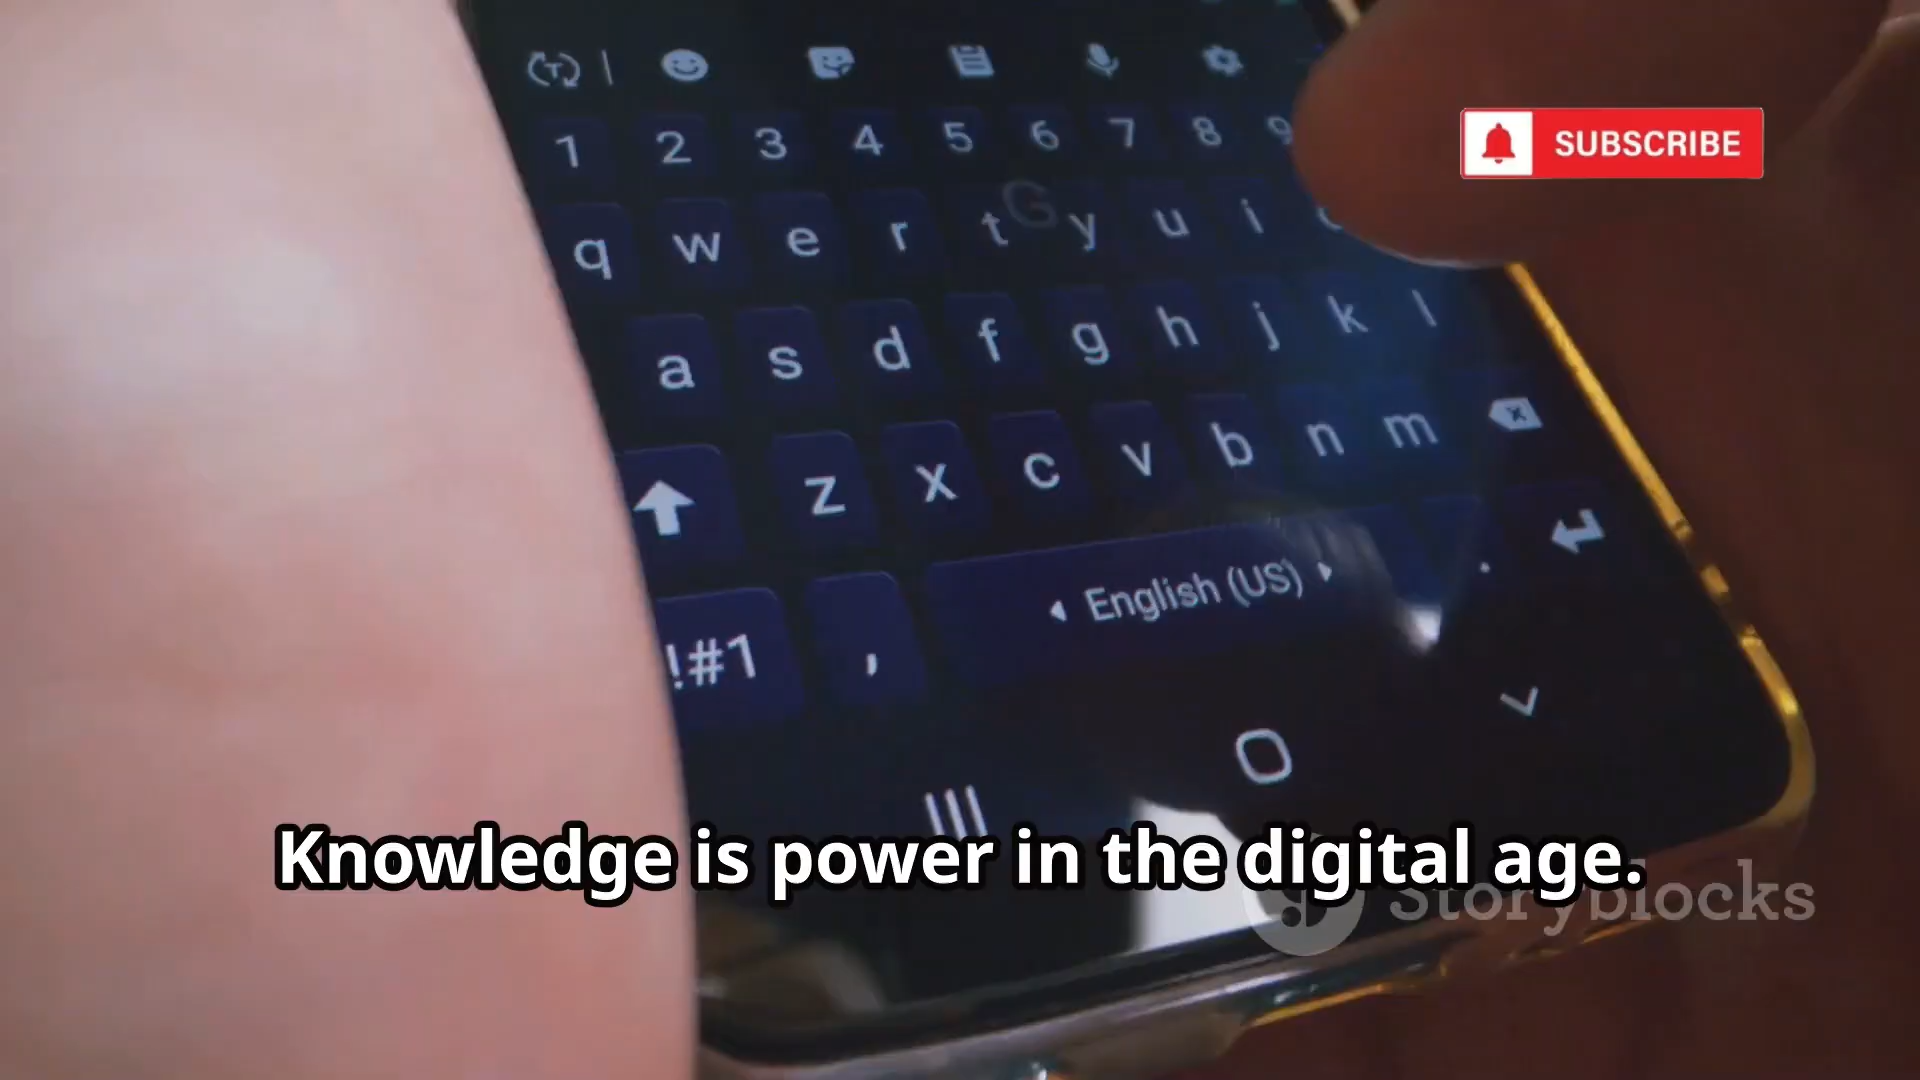 SUBSCRIBE
1 2 3 4 5 6 7 8 9
G
q w e r t y u i
a s d f g h j k l
z x c v b n m
English (US) .
!#1 ,
Knowledge is power in the digital age.
Storyblocks